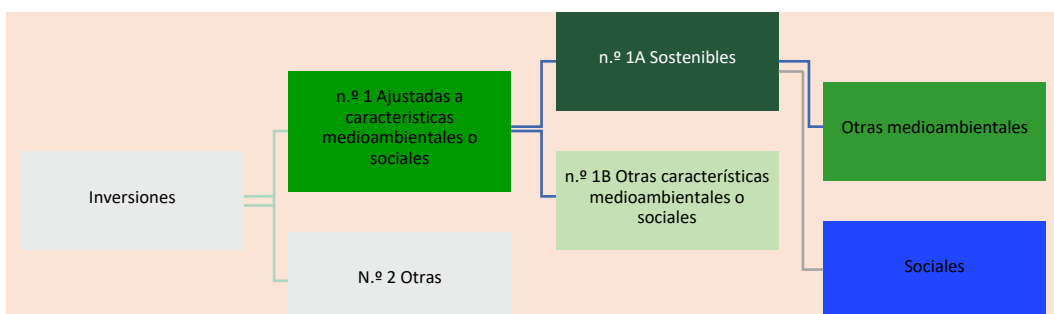 Inversiones
n.º 1 Ajustadas a
caracteristicas
medioambientales o
sociales
N.º 2 Otras
n.º 1A Sostenibles
n.º 1B Otras características
medioambientales o
sociales
Otras medioambientales
Sociales